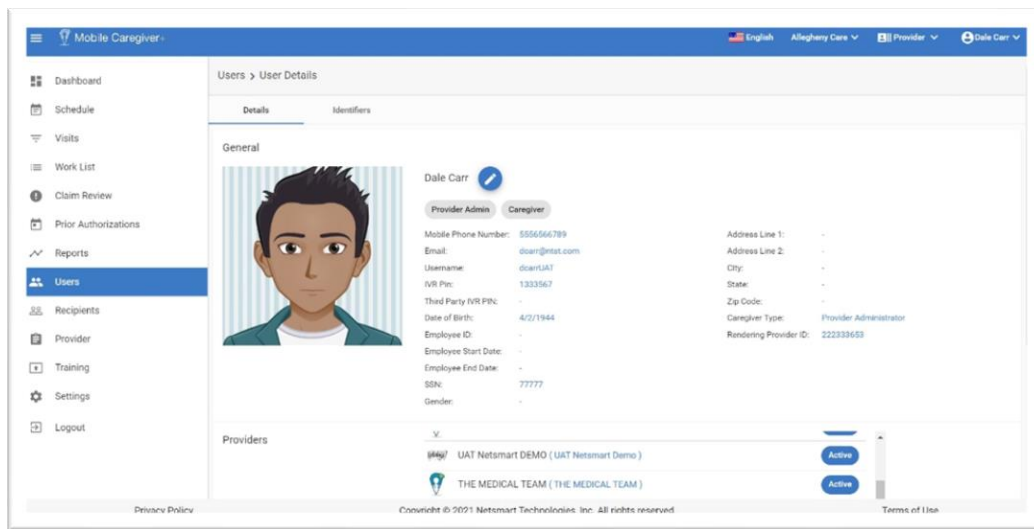 Mobile Caregiver+
English Allegheny Care Provider Dale Carr
Dashboard
Schedule
Visits
Work List
Claim Review
Prior Authorizations
Reports
Users
Recipients
Provider
Training
Settings
Logout
Users > User Details
Details Identifiers
General
Dale Carr
Provider Admin Caregiver
Mobile Phone Number: 5556566789
Email: dcarr@ntst.com
Username: dcarrUAT
IVR Pin: 1333567
Third Party IVR PIN: -
Date of Birth: 4/2/1944
Employee ID: -
Employee Start Date: -
Employee End Date: -
SSN: 77777
Gender: -
Address Line 1: -
Address Line 2: -
City: -
State: -
Zip Code: -
Caregiver Type: Provider Administrator
Rendering Provider ID: 222333653
Providers
UAT Netsmart DEMO ( UAT Netsmart Demo ) Active
THE MEDICAL TEAM ( THE MEDICAL TEAM ) Active
Privacy Policy Copyright © 2021 Netsmart Technologies, Inc. All rights reserved Terms of Use